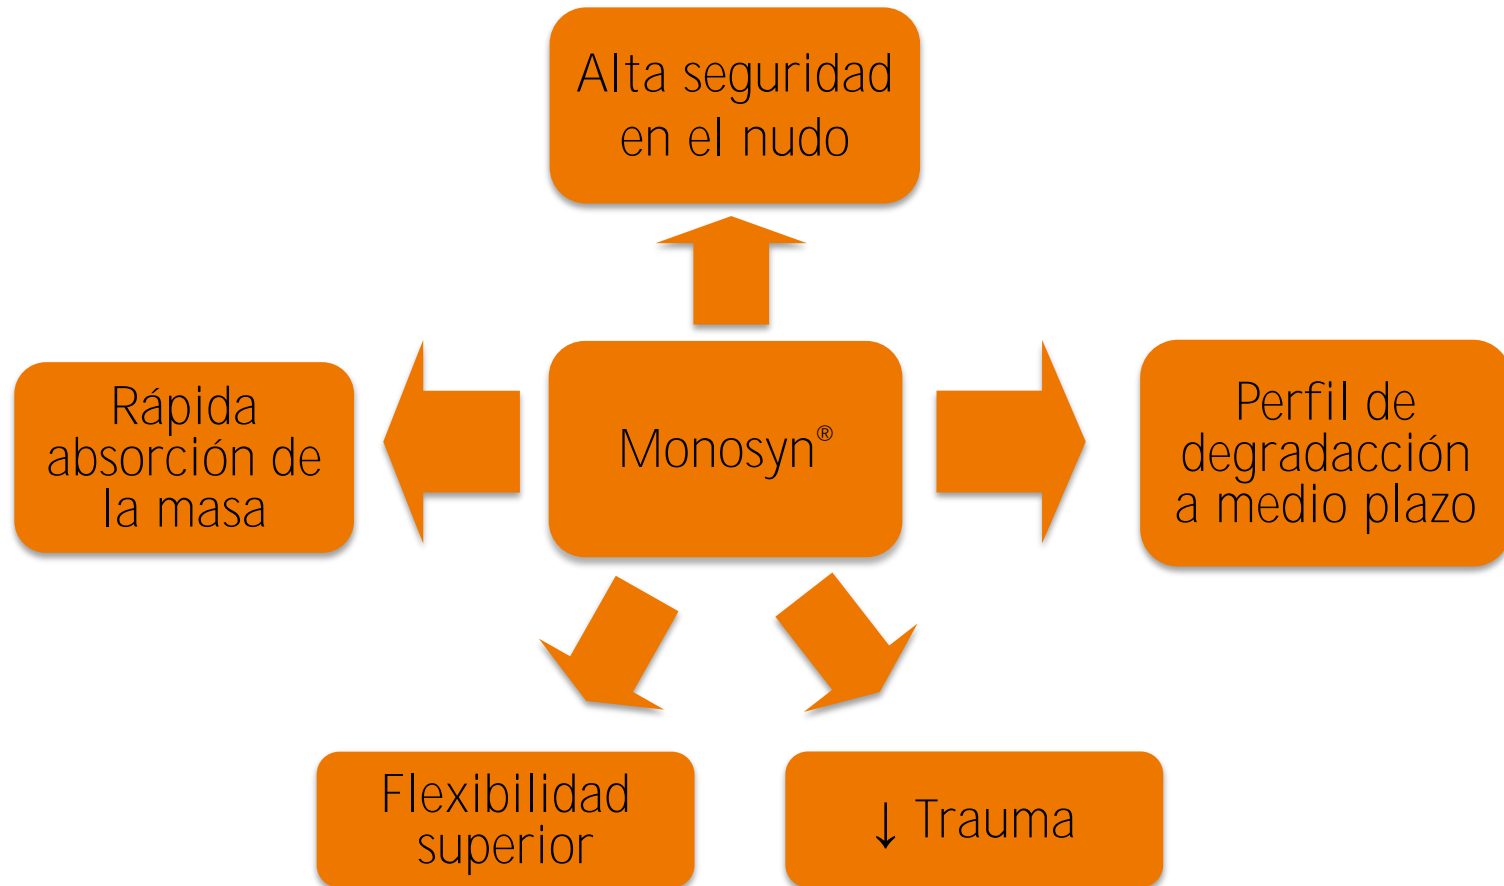 Alta seguridad
en el nudo
Rápida
absorción de
la masa
Monosyn®
Perfil de
degradacción
a medio plazo
Flexibilidad
superior
↓ Trauma